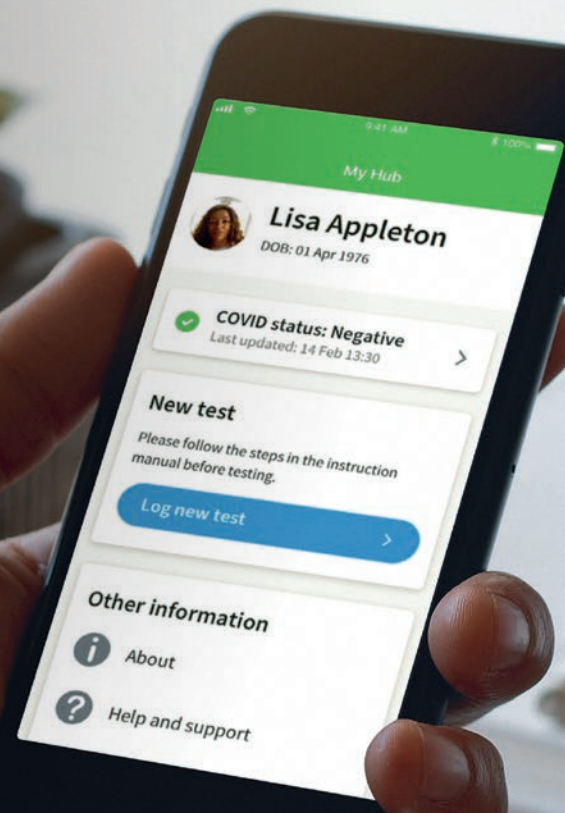 9:41 AM
100%
My Hub
Lisa Appleton
DOB: 01 Apr 1976
COVID status: Negative
Last updated: 14 Feb 13:30
New test
Please follow the steps in the instruction
manual before testing.
Log new test
Other information
About
Help and support